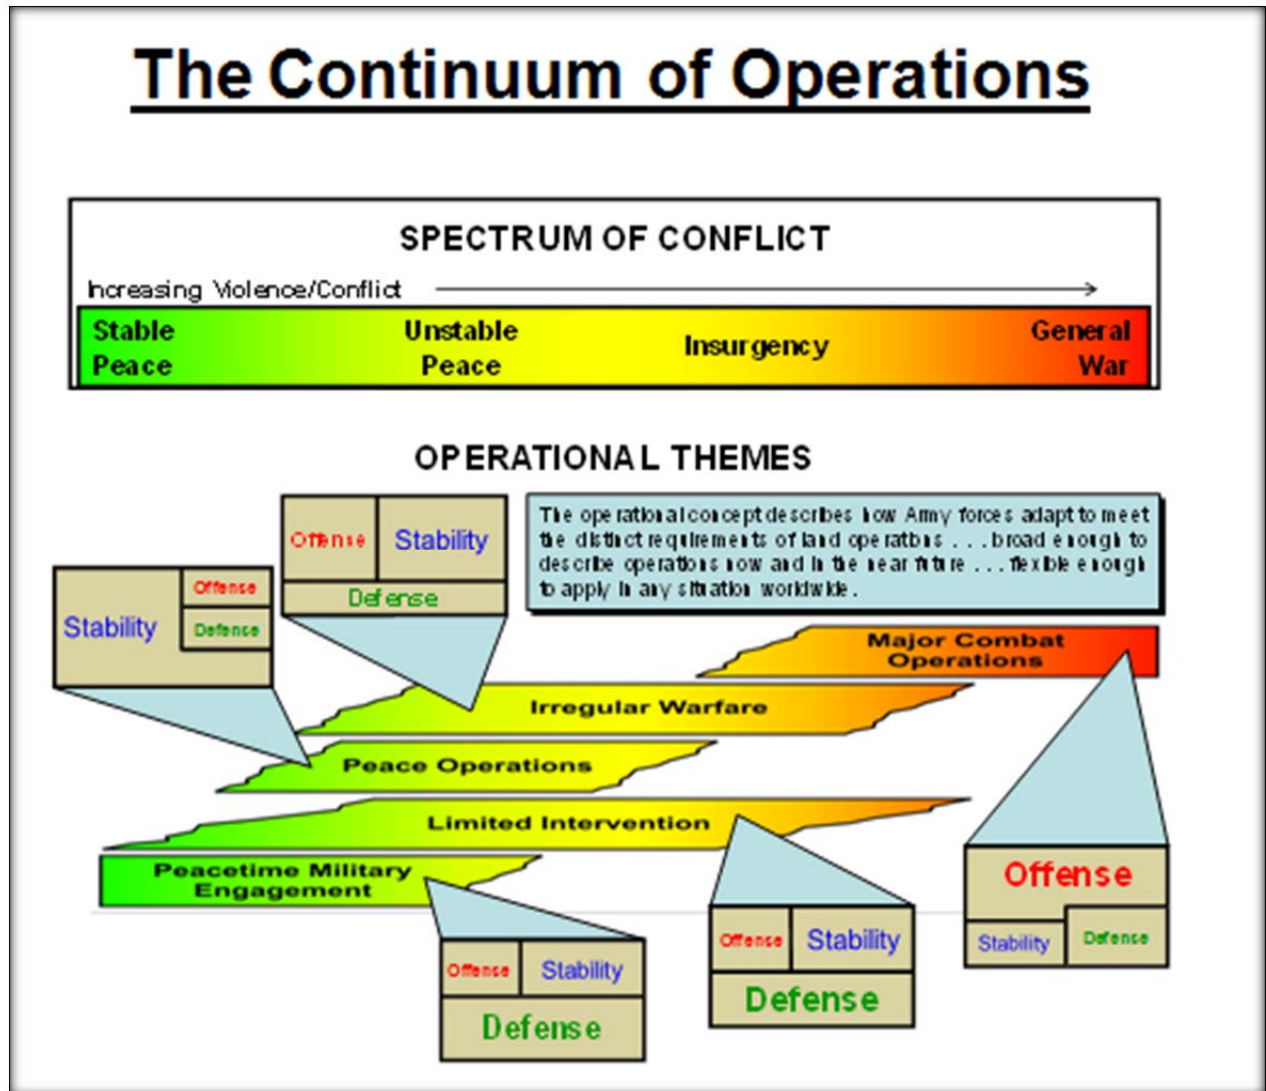 The Continuum of Operations
SPECTRUM OF CONFLICT
Increasing Violence/Conflict
Stable
Peace
Unstable
Peace
Insurgency
General
War
OPERATIONAL THEMES
Offense
Stability
Defense
The operational concept describes how Army forces adapt to meet
the distinct requirements of land operations . . . broad enough to
describe operations now and in the near future . . . flexible enough
to apply in any situation worldwide.
Stability
Offense
Defense
Major Combat
Operations
Irregular Warfare
Peace Operations
Limited Intervention
Peacetime Military
Engagement
Offense
Stability
Defense
Offense
Stability
Defense
Offense
Stability
Defense